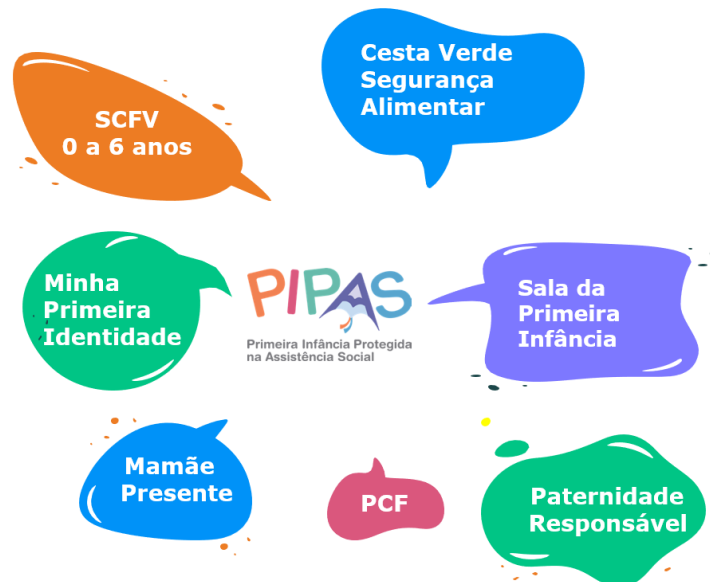 SCFV
0 a 6 anos
Cesta Verde
Segurança
Alimentar
Minha
Primeira
Identidade
PIPAS
Primeira Infância Protegida
na Assistência Social
Sala da
Primeira
Infância
Mamãe
Presente
PCF
Paternidade
Responsável